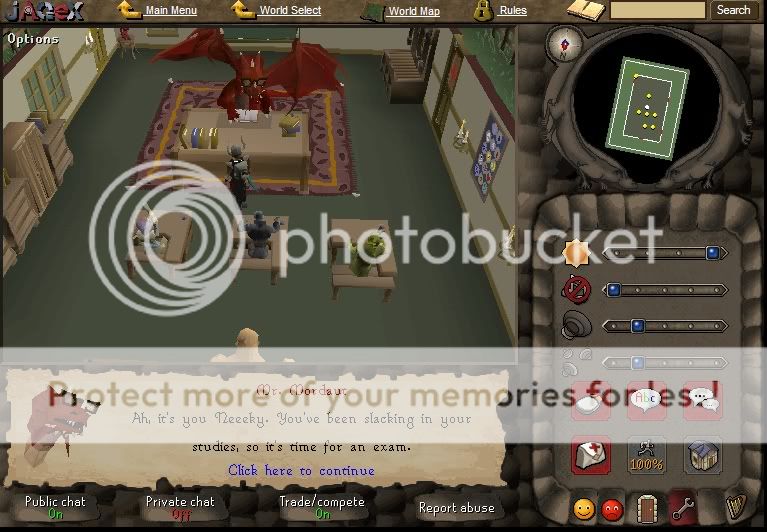 JAGEX Main Menu World Select World Map Rules Search
Options
photobucket
Protect more of your memories for less!
Mr. Mordaut
Ah, it's you Neeeky. You've been slacking in your
studies, so it's time for an exam.
Click here to continue
Abc
100%
Public chat Private chat Trade/compete Report abuse
On Off On